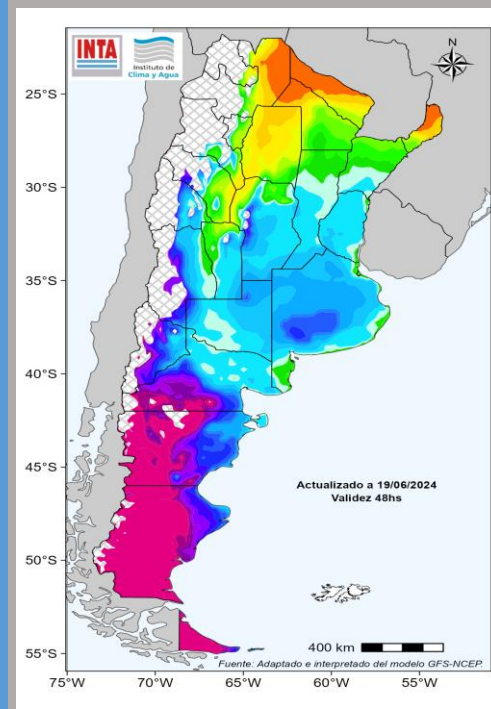 INTA
Instituto de
Clima y Agua
N
25°S
30°S
35°S
40°S
45°S
50°S
55°S
Actualizado a 19/06/2024
Validez 48hs
400 km
Fuente: Adaptado e interpretado del modelo GFS-NCEP.
75°W
70°W
65°W
60°W
55°W